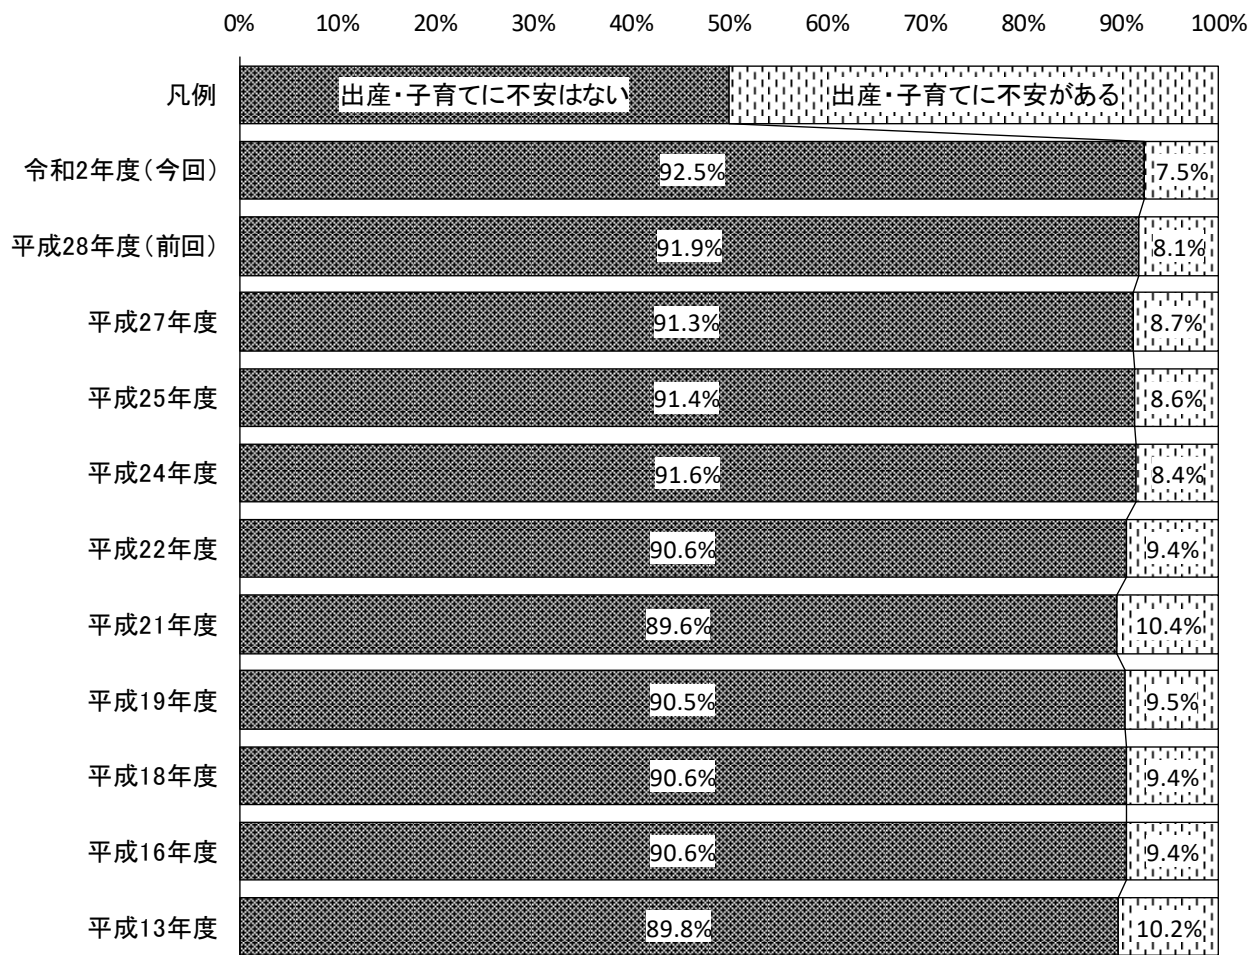 0% 10% 20% 30% 40% 50% 60% 70% 80% 90% 100%
凡例 出産・子育てに不安はない 出産・子育てに不安がある
令和2年度(今回) 92.5% 7.5%
平成28年度(前回) 91.9% 8.1%
平成27年度 91.3% 8.7%
平成25年度 91.4% 8.6%
平成24年度 91.6% 8.4%
平成22年度 90.6% 9.4%
平成21年度 89.6% 10.4%
平成19年度 90.5% 9.5%
平成18年度 90.6% 9.4%
平成16年度 90.6% 9.4%
平成13年度 89.8% 10.2%